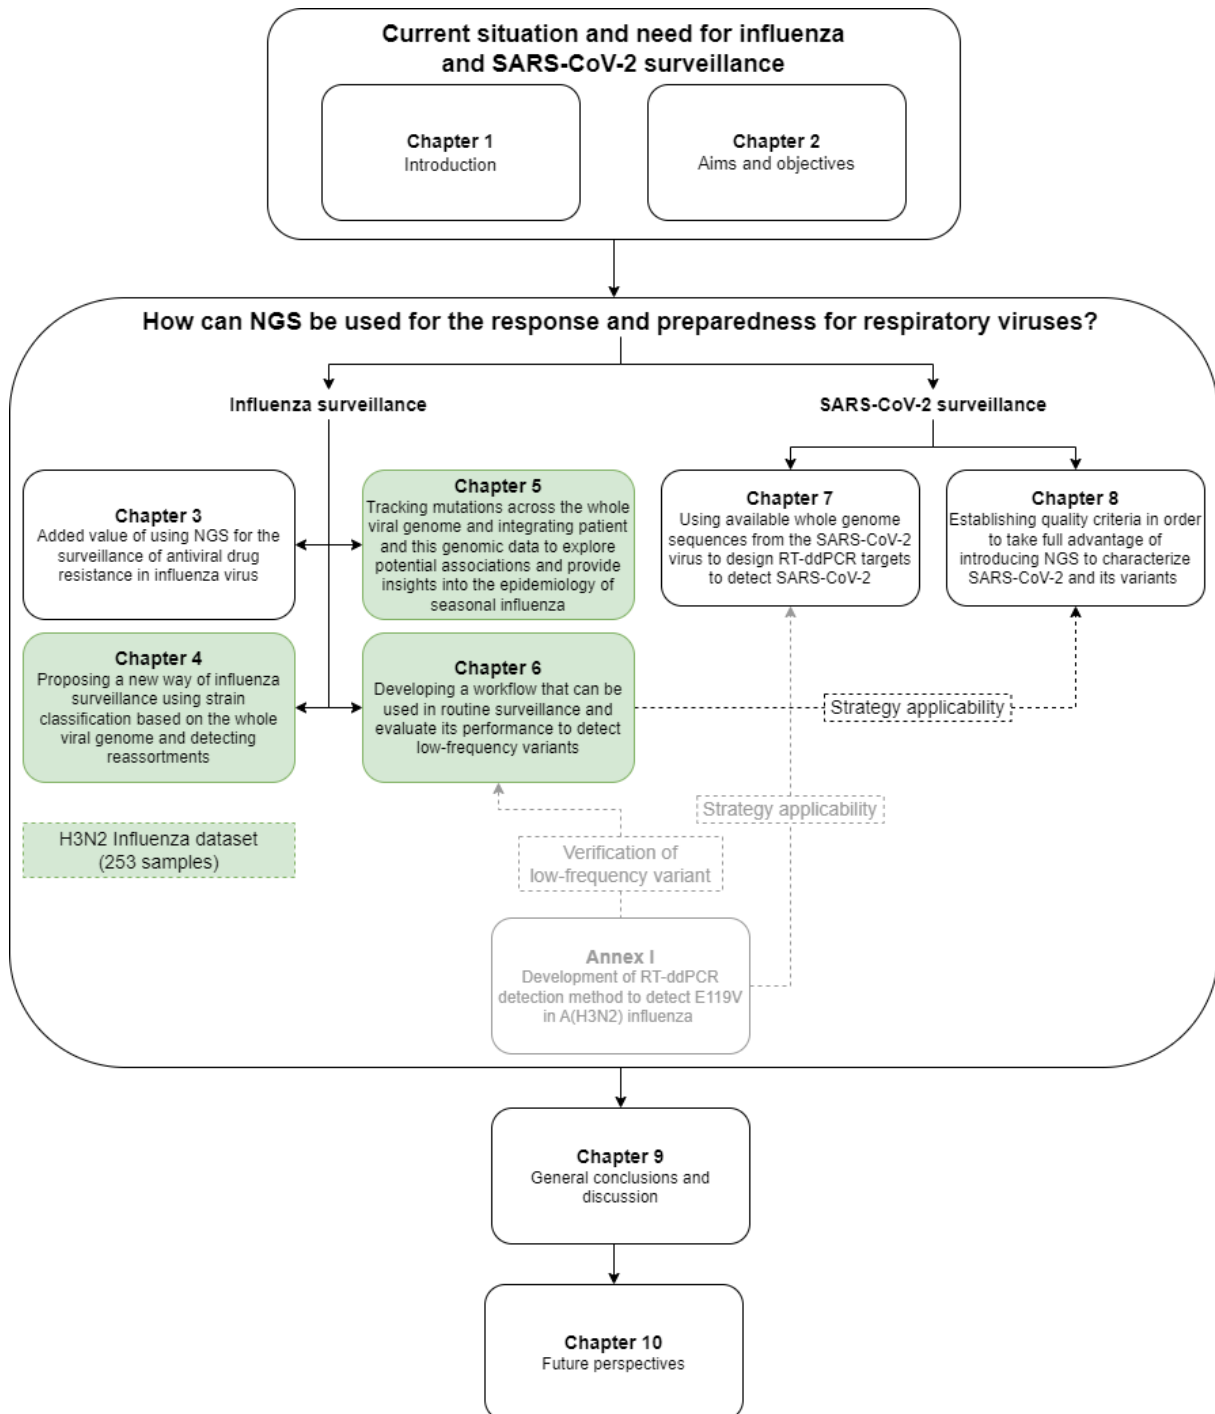 Current situation and need for influenza
and SARS-CoV-2 surveillance
Chapter 1
Introduction
Chapter 2
Aims and objectives
How can NGS be used for the response and preparedness for respiratory viruses?
Influenza surveillance
SARS-CoV-2 surveillance
Chapter 3
Added value of using NGS for the
surveillance of antiviral drug
resistance in influenza virus
Chapter 5
Tracking mutations across the whole
viral genome and integrating patient
and this genomic data to explore
potential associations and provide
insights into the epidemiology of
seasonal influenza
Chapter 7
Using available whole genome
sequences from the SARS-CoV-2
virus to design RT-ddPCR targets
to detect SARS-CoV-2
Chapter 8
Establishing quality criteria in order
to take full advantage of
introducing NGS to characterize
SARS-CoV-2 and its variants
Chapter 4
Proposing a new way of influenza
surveillance using strain
classification based on the whole
viral genome and detecting
reassortments
Chapter 6
Developing a workflow that can be
used in routine surveillance and
evaluate its performance to detect
low-frequency variants
Strategy applicability
Strategy applicability
H3N2 Influenza dataset
(253 samples)
Verification of
low-frequency variant
Annex I
Development of RT-ddPCR
detection method to detect E119V
in A(H3N2) influenza
Chapter 9
General conclusions and
discussion
Chapter 10
Future perspectives